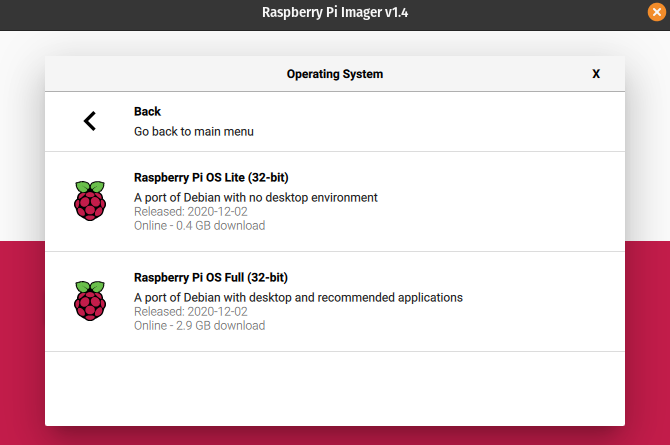 Raspberry Pi Imager v1.4
Operating System X
Back
Go back to main menu
Raspberry Pi OS Lite (32-bit)
A port of Debian with no desktop environment
Released: 2020-12-02
Online - 0.4 GB download
Raspberry Pi OS Full (32-bit)
A port of Debian with desktop and recommended applications
Released: 2020-12-02
Online - 2.9 GB download